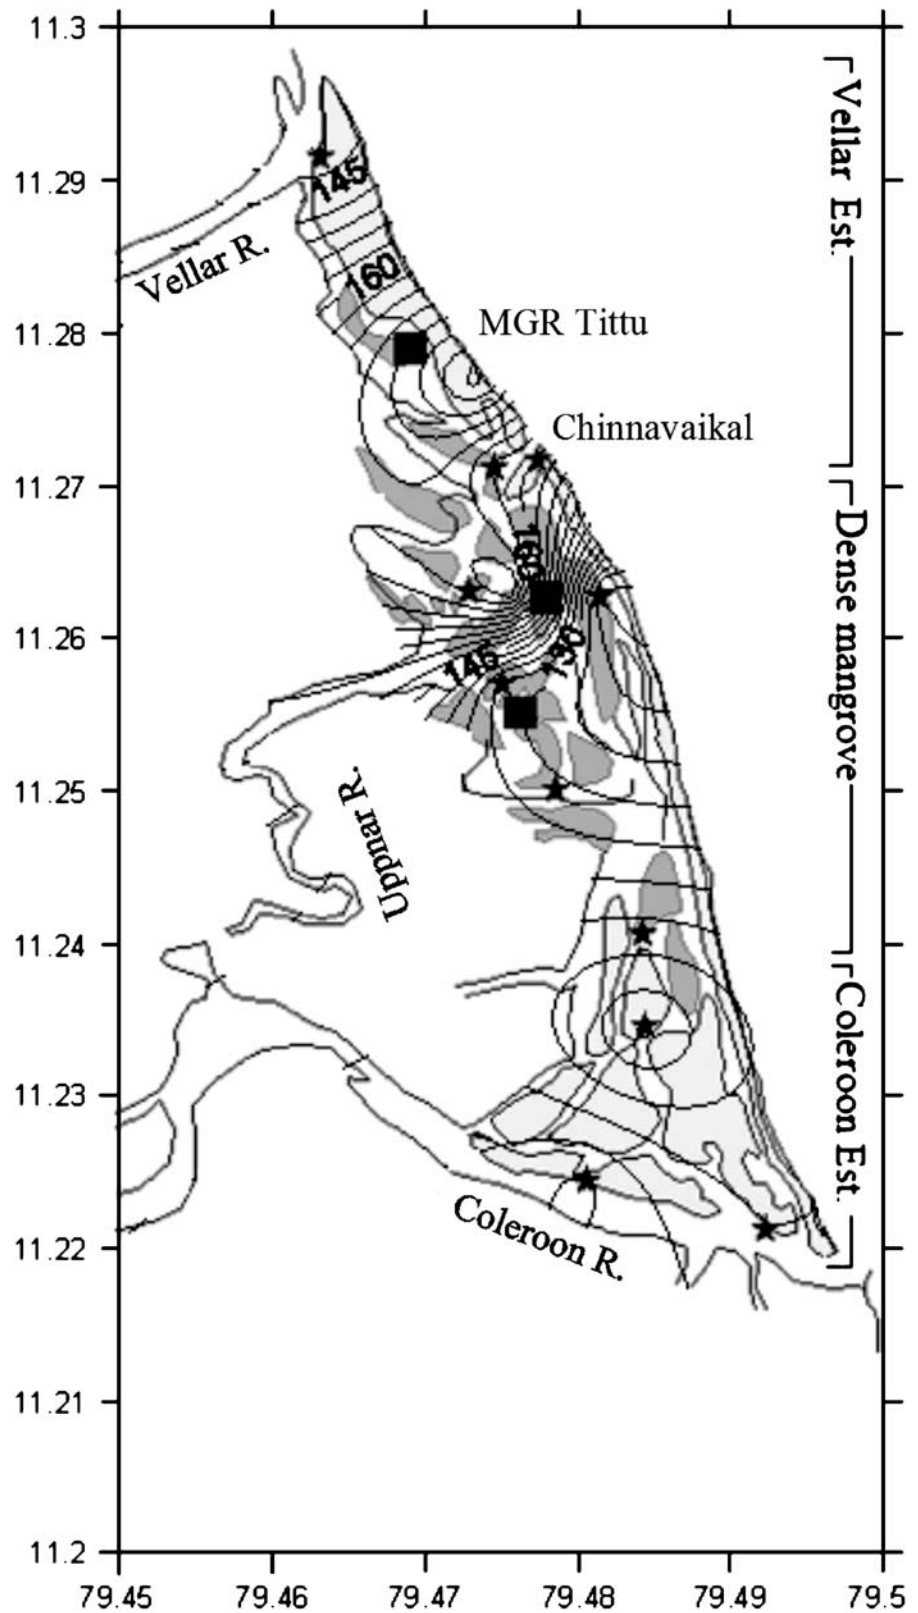 11.3
Vellar Est.
145
11.29
Vellar R.
160
MGR Tittu
11.28
Chinnavaikal
11.27
Dense mangrove
160
11.26
145
130
11.25
Uppnar R.
11.24
Coleroon Est.
11.23
Coleroon R.
11.22
11.21
11.2
79.45 79.46 79.47 79.48 79.49 79.5